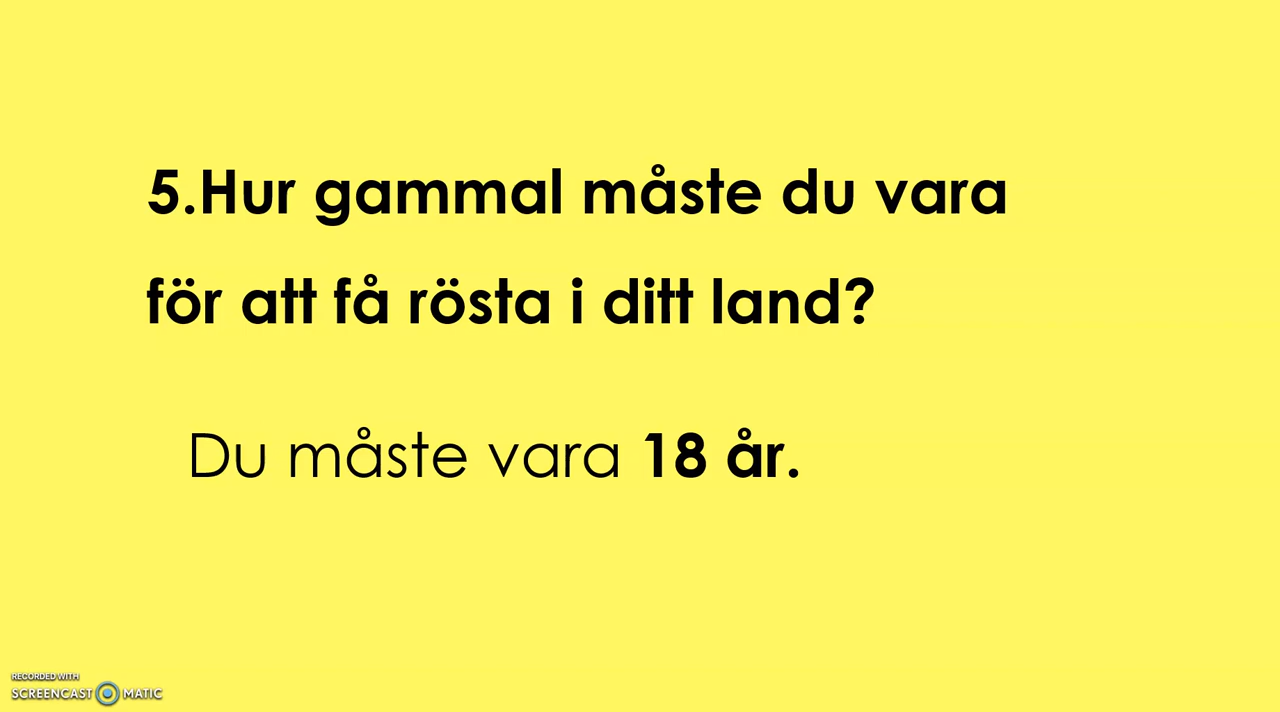 5.Hur gammal måste du vara
för att få rösta i ditt land?
Du måste vara 18 år.
RECORDED WITH
SCREENCAST MATIC